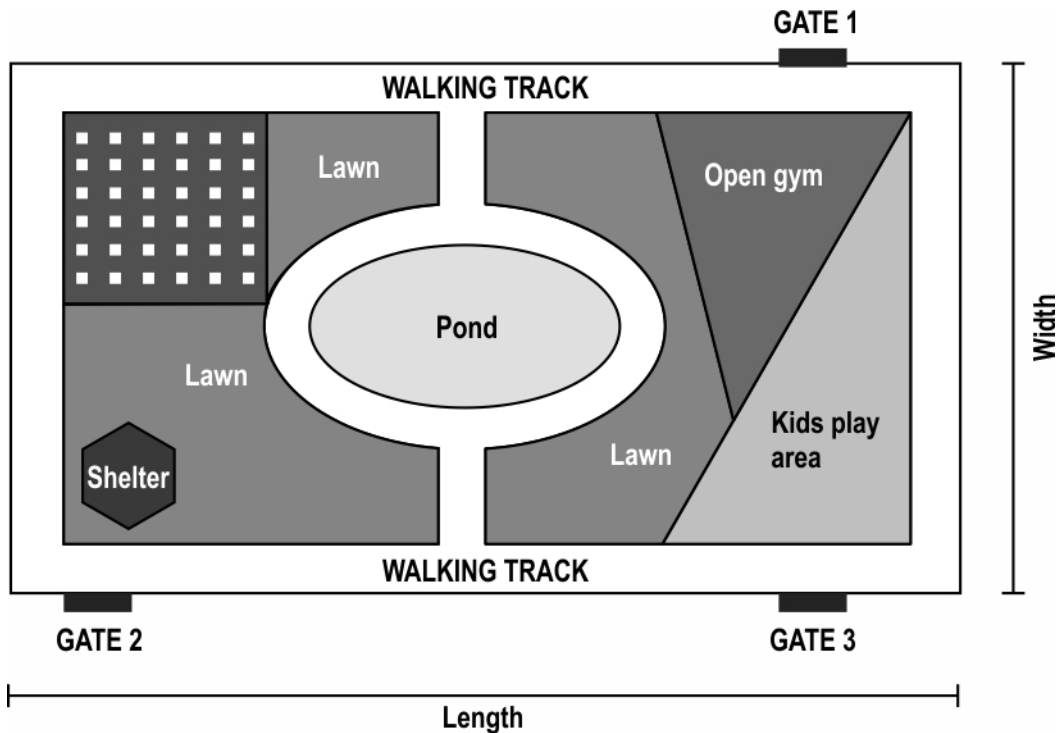 GATE 1
WALKING TRACK
Lawn
Open gym
Pond
Width
Lawn
Kids play
area
Lawn
Shelter
WALKING TRACK
GATE 2
GATE 3
Length